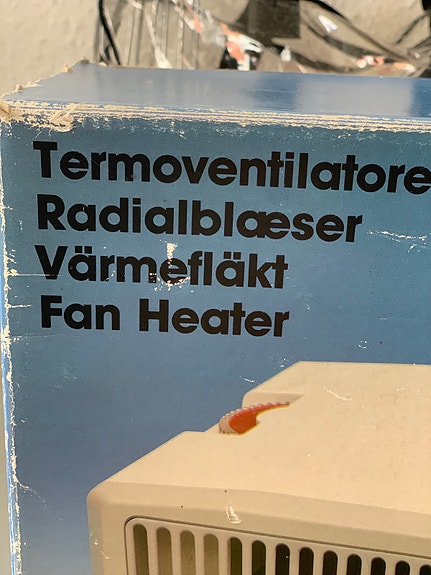 Termoventilatore
Radialblæser
Värmefläkt
Fan Heater